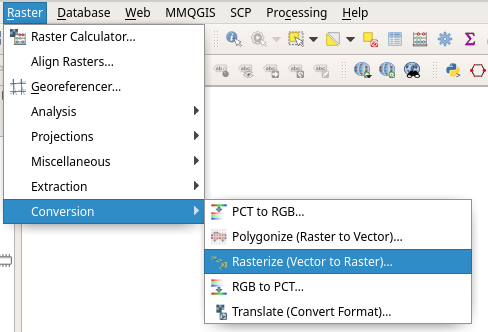 Raster Database Web MMQGIS SCP Processing Help
Raster Calculator...
Align Rasters...
Georeferencer...
Analysis
Projections
Miscellaneous
Extraction
Conversion
PCT to RGB...
Polygonize (Raster to Vector)...
Rasterize (Vector to Raster)...
RGB to PCT...
Translate (Convert Format)...